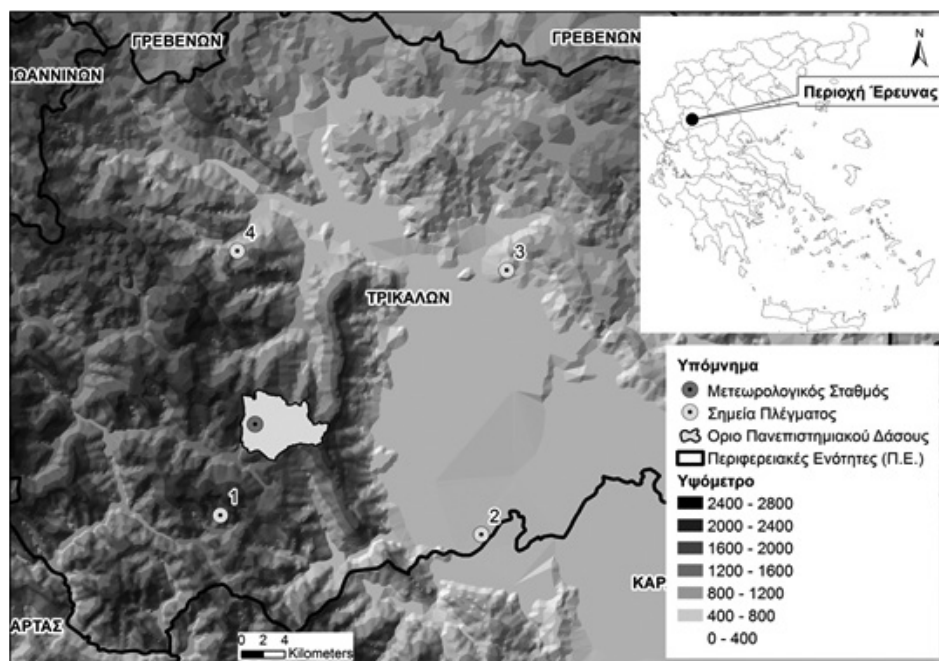 ΓΡΕΒΕΝΩΝ
ΓΡΕΒΕΝΩΝ
ΙΩΑΝΝΙΝΩΝ
N
Περιοχή Έρευνας
4
3
ΤΡΙΚΑΛΩΝ
1
2
ΚΑΡ
ΑΡΤΑΣ
0 2 4
Kilometers
Υπόμνημα
Μετεωρολογικός Σταθμός
Σημεία Πλέγματος
Οριο Πανεπιστημιακού Δάσους
Περιφερειακές Ενότητες (Π.Ε.)
Υψόμετρο
2400 - 2800
2000 - 2400
1600 - 2000
1200 - 1600
800 - 1200
400 - 800
0 - 400